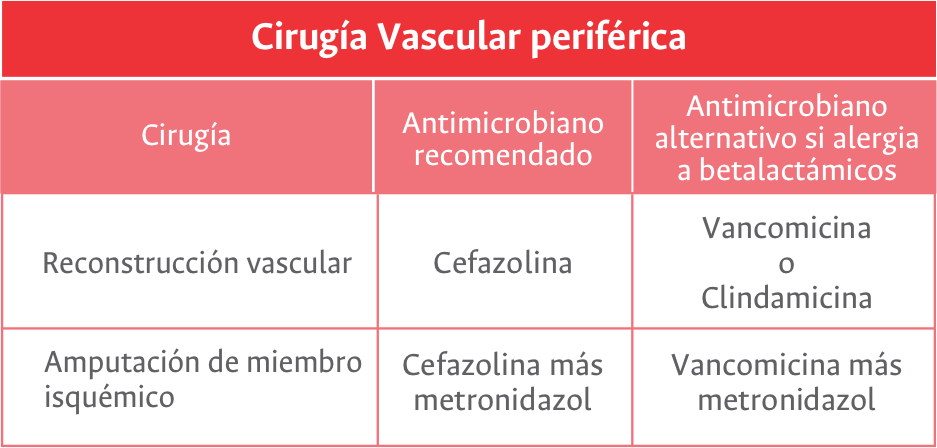 Cirugía Vascular periférica
Cirugía
Antimicrobiano
recomendado
Antimicrobiano
alternativo si alergia
a betalactámicos
Reconstrucción vascular
Cefazolina
Vancomicina
o
Clindamicina
Amputación de miembro
isquémico
Cefazolina más
metronidazol
Vancomicina más
metronidazol